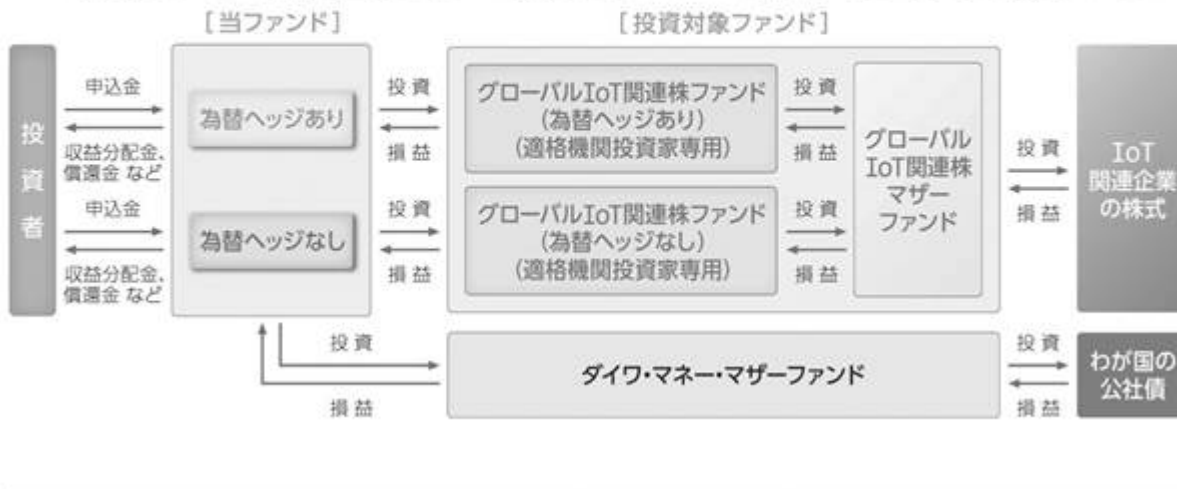 [当ファンド]
[投資対象ファンド]
投資者
申込金
収益分配金、
償還金 など
申込金
収益分配金、
償還金 など
為替ヘッジあり
為替ヘッジなし
投資
損益
投資
損益
グローバルIoT関連株ファンド
(為替ヘッジあり)
(適格機関投資家専用)
グローバルIoT関連株ファンド
(為替ヘッジなし)
(適格機関投資家専用)
投資
損益
投資
損益
グローバル
IoT関連株
マザー
ファンド
投資
損益
IoT
関連企業
の株式
投資
損益
ダイワ・マネー・マザーファンド
投資
損益
わが国の
公社債